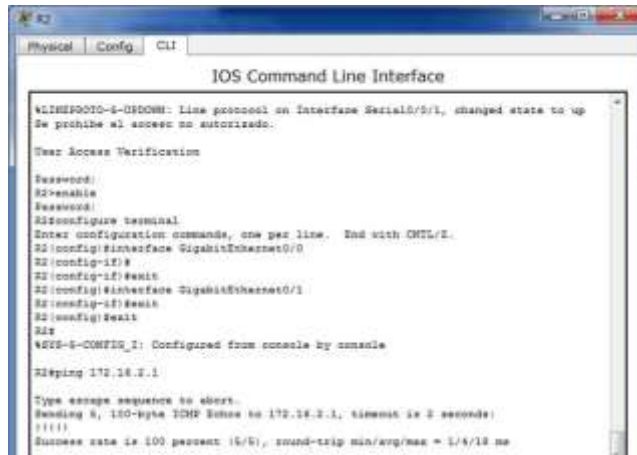 R2
Physical Config CLI
IOS Command Line Interface
%LINEPROTO-5-UPDOWN: Line protocol on Interface Serial0/0/1, changed state to up
Se prohibe el acceso no autorizado.
User Access Verification
Password:
R2>enable
Password:
R2#configure terminal
Enter configuration commands, one per line.  End with CNTL/Z.
R2(config)#interface GigabitEthernet0/0
R2(config-if)#
R2(config-if)#exit
R2(config)#interface GigabitEthernet0/1
R2(config-if)#exit
R2(config)#exit
R2#
%SYS-5-CONFIG_I: Configured from console by console
R2#ping 172.16.2.1
Type escape sequence to abort.
Sending 5, 100-byte ICMP Echos to 172.16.2.1, timeout is 2 seconds:
!!!!!
Success rate is 100 percent (5/5), round-trip min/avg/max = 1/6/18 ms